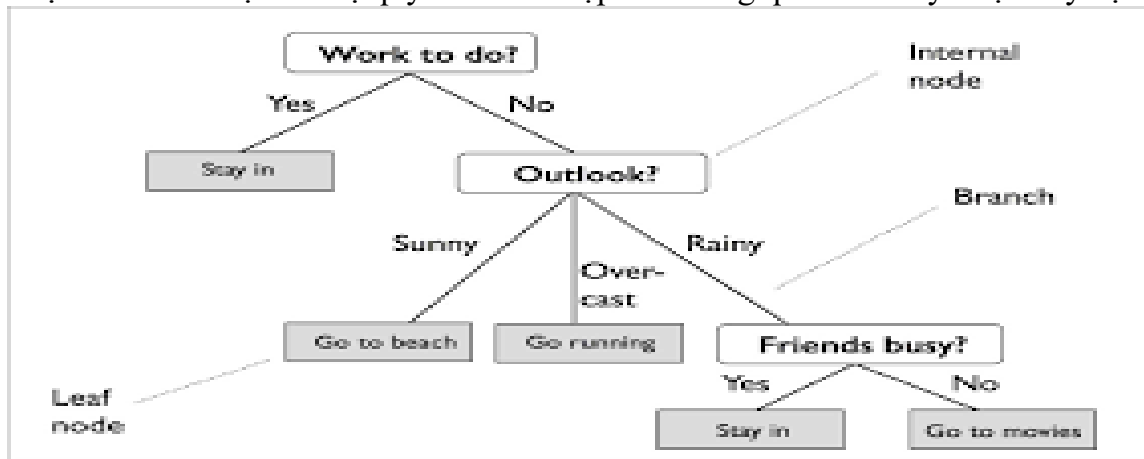 Work to do?
Internal
node
Yes
No
Stay in
Outlook?
Branch
Sunny
Rainy
Over-
cast
Go to beach
Go running
Friends busy?
Leaf
node
Yes
No
Stay in
Go to movies